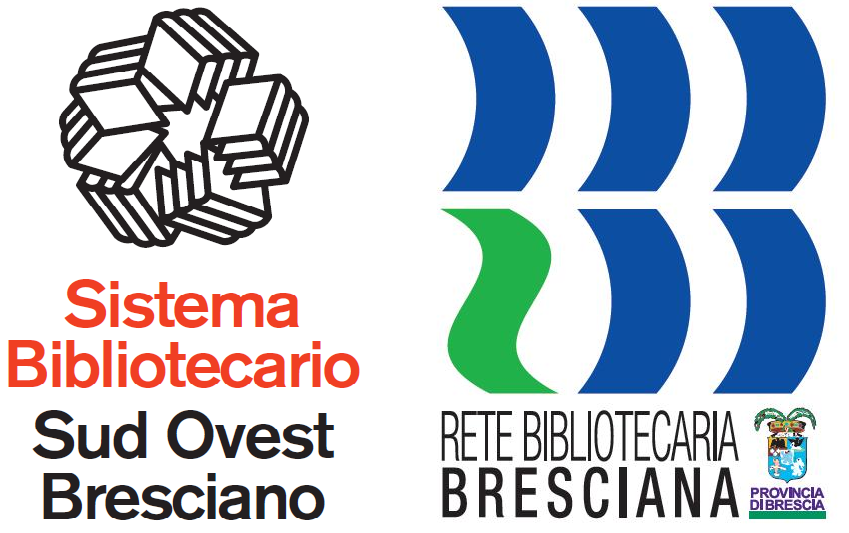 Sistema
Bibliotecario
Sud Ovest
Bresciano
RETE BIBLIOTECARIA
BRESCIANA
PROVINCIA
DI BRESCIA